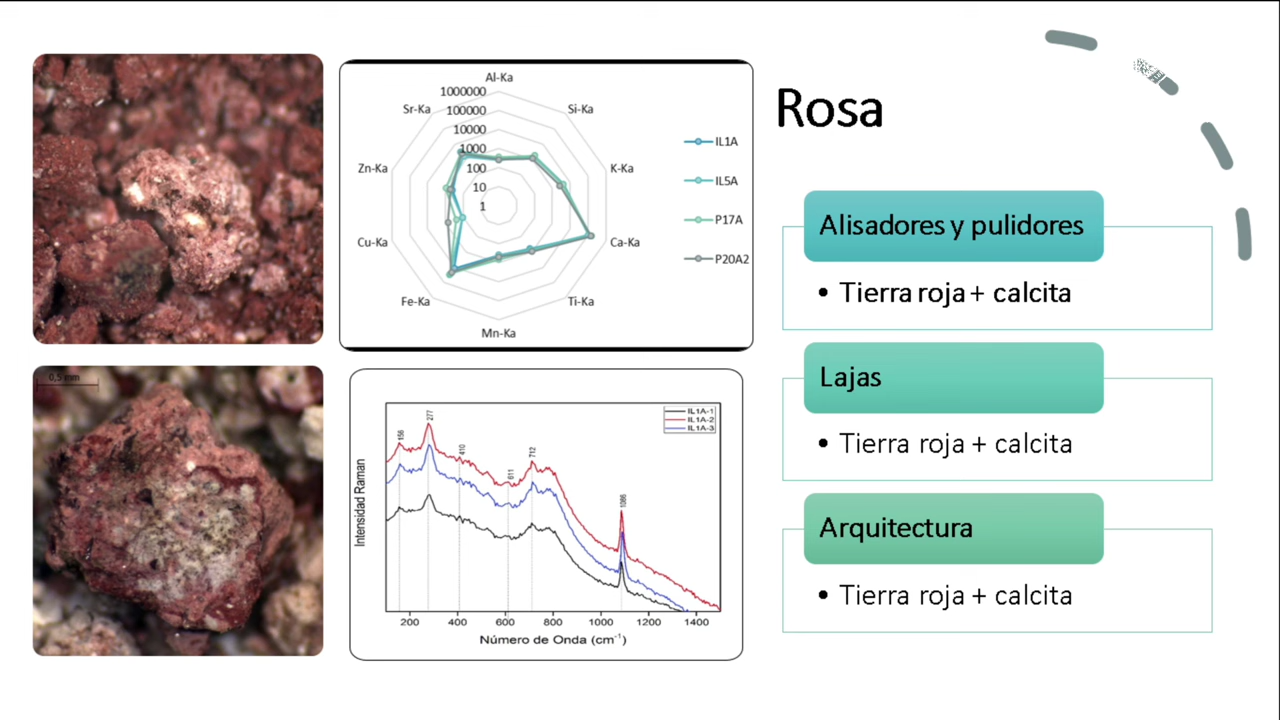 Rosa
Al-Ka
Si-Ka
K-Ka
Ca-Ka
Ti-Ka
Mn-Ka
Fe-Ka
Cu-Ka
Zn-Ka
Sr-Ka
1000000
100000
10000
1000
100
10
1
IL1A
IL5A
P17A
P20A2
0,5 mm
Intensidad Raman
156
277
410
611
712
1086
IL1A-1
IL1A-2
IL1A-3
200 400 600 800 1000 1200 1400
Número de Onda (cm⁻¹)
Alisadores y pulidores
• Tierra roja + calcita
Lajas
• Tierra roja + calcita
Arquitectura
• Tierra roja + calcita